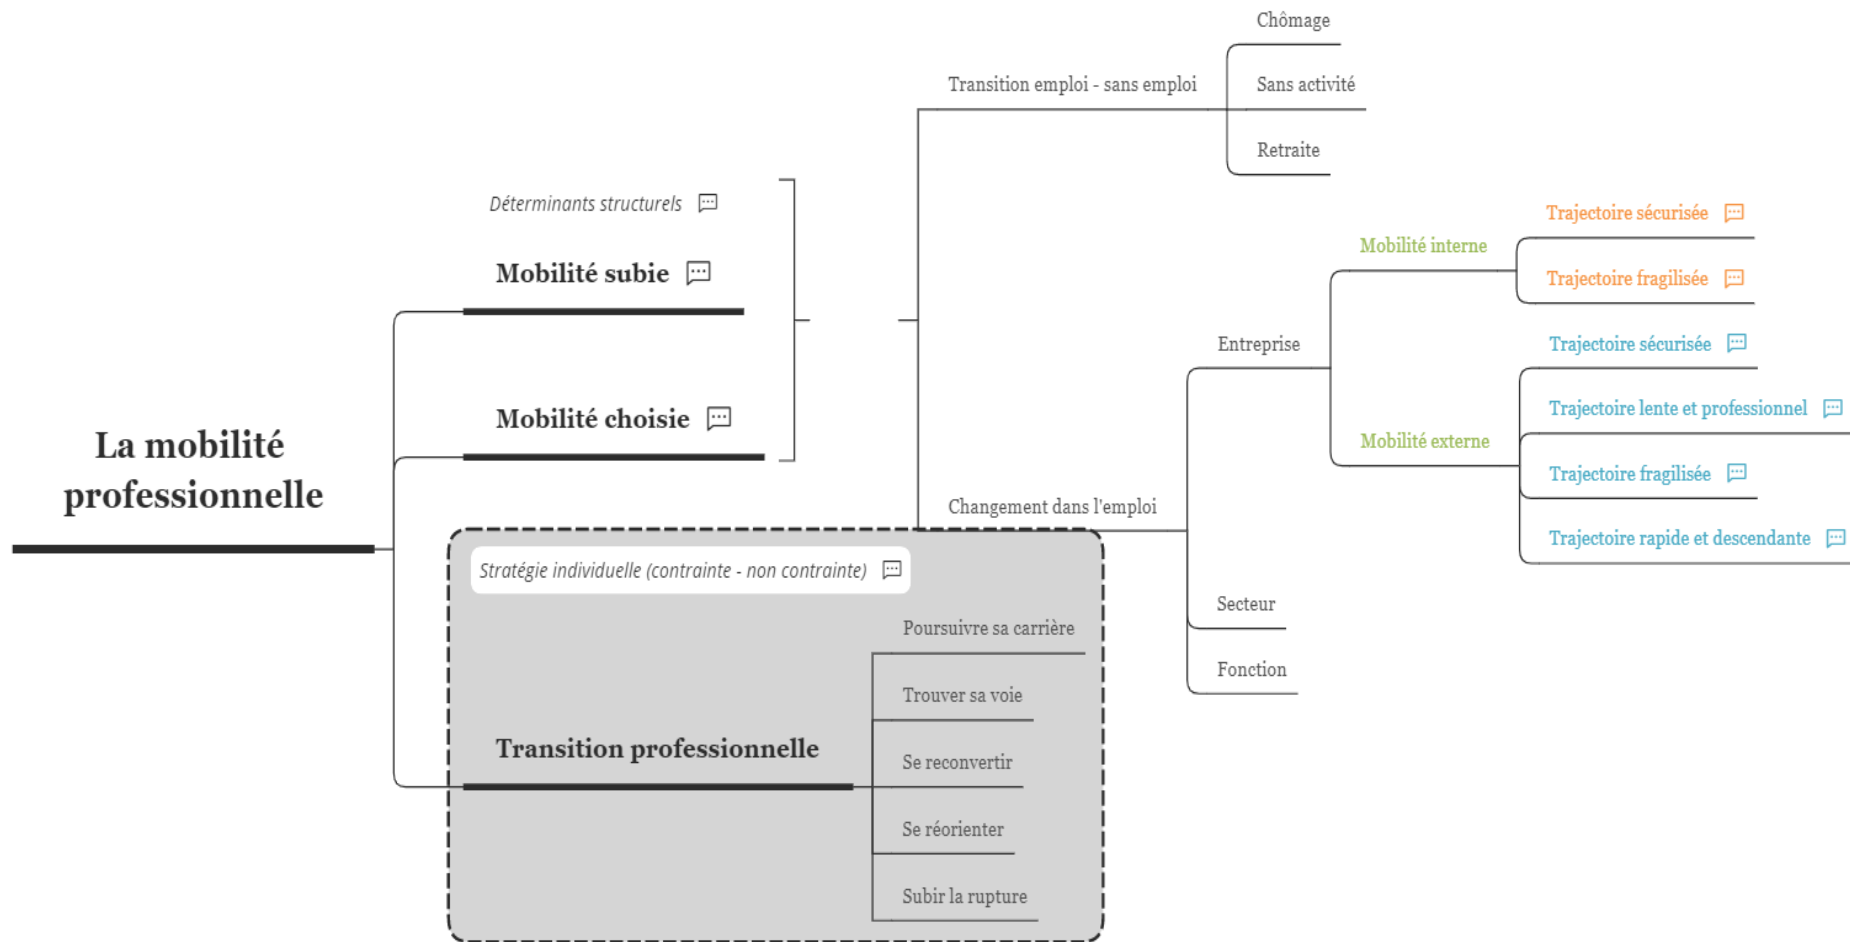 La mobilité
professionnelle
Déterminants structurels
Mobilité subie
Mobilité choisie
Transition emploi - sans emploi
Chômage
Sans activité
Retraite
Changement dans l'emploi
Entreprise
Mobilité interne
Trajectoire sécurisée
Trajectoire fragilisée
Mobilité externe
Trajectoire sécurisée
Trajectoire lente et professionnel
Trajectoire fragilisée
Trajectoire rapide et descendante
Secteur
Fonction
Stratégie individuelle (contrainte - non contrainte)
Transition professionnelle
Poursuivre sa carrière
Trouver sa voie
Se reconvertir
Se réorienter
Subir la rupture